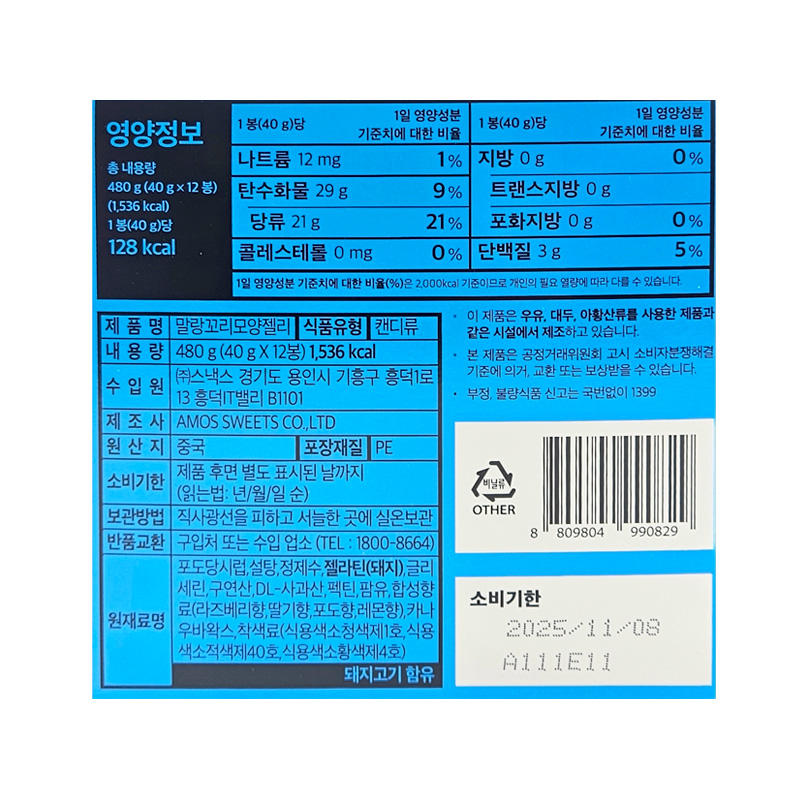 영양정보
총 내용량
480 g (40 g × 12 봉)
(1,536 kcal)
1 봉(40 g)당
128 kcal
1 봉(40 g)당 1일 영양성분 기준치에 대한 비율
나트륨 12 mg 1%
탄수화물 29 g 9%
당류 21 g 21%
콜레스테롤 0 mg 0%
1 봉(40 g)당 1일 영양성분 기준치에 대한 비율
지방 0 g 0%
트랜스지방 0 g
포화지방 0 g 0%
단백질 3 g 5%
1일 영양성분 기준치에 대한 비율(%)은 2,000kcal 기준이므로 개인의 필요 열량에 따라 다를 수 있습니다.
제품명 말랑꼬리모양젤리 식품유형 캔디류
내용량 480 g (40 g X 12봉) 1,536 kcal
수입원 ㈜스낵스 경기도 용인시 기흥구 흥덕1로
13 흥덕IT밸리 B1101
제조사 AMOS SWEETS CO.,LTD
원산지 중국 포장재질 PE
소비기한 제품 후면 별도 표시된 날까지
(읽는법: 년/월/일 순)
보관방법 직사광선을 피하고 서늘한 곳에 실온보관
반품교환 구입처 또는 수입 업소 (TEL : 1800-8664)
원재료명 포도당시럽,설탕,정제수,젤라틴(돼지),글리
세린,구연산,DL-사과산,펙틴,팜유,합성향
료(라즈베리향,딸기향,포도향,레몬향),카나
우바왁스,착색료(식용색소청색제1호,식용
색소적색제40호,식용색소황색제4호)
돼지고기 함유
· 이 제품은 우유, 대두, 아황산류를 사용한 제품과
같은 시설에서 제조하고 있습니다.
· 본 제품은 공정거래위원회 고시 소비자분쟁해결
기준에 의거, 교환 또는 보상받을 수 있습니다.
· 부정, 불량식품 신고는 국번없이 1399
비닐류
OTHER
8 809804 990829
소비기한
2025/11/08
A111E11